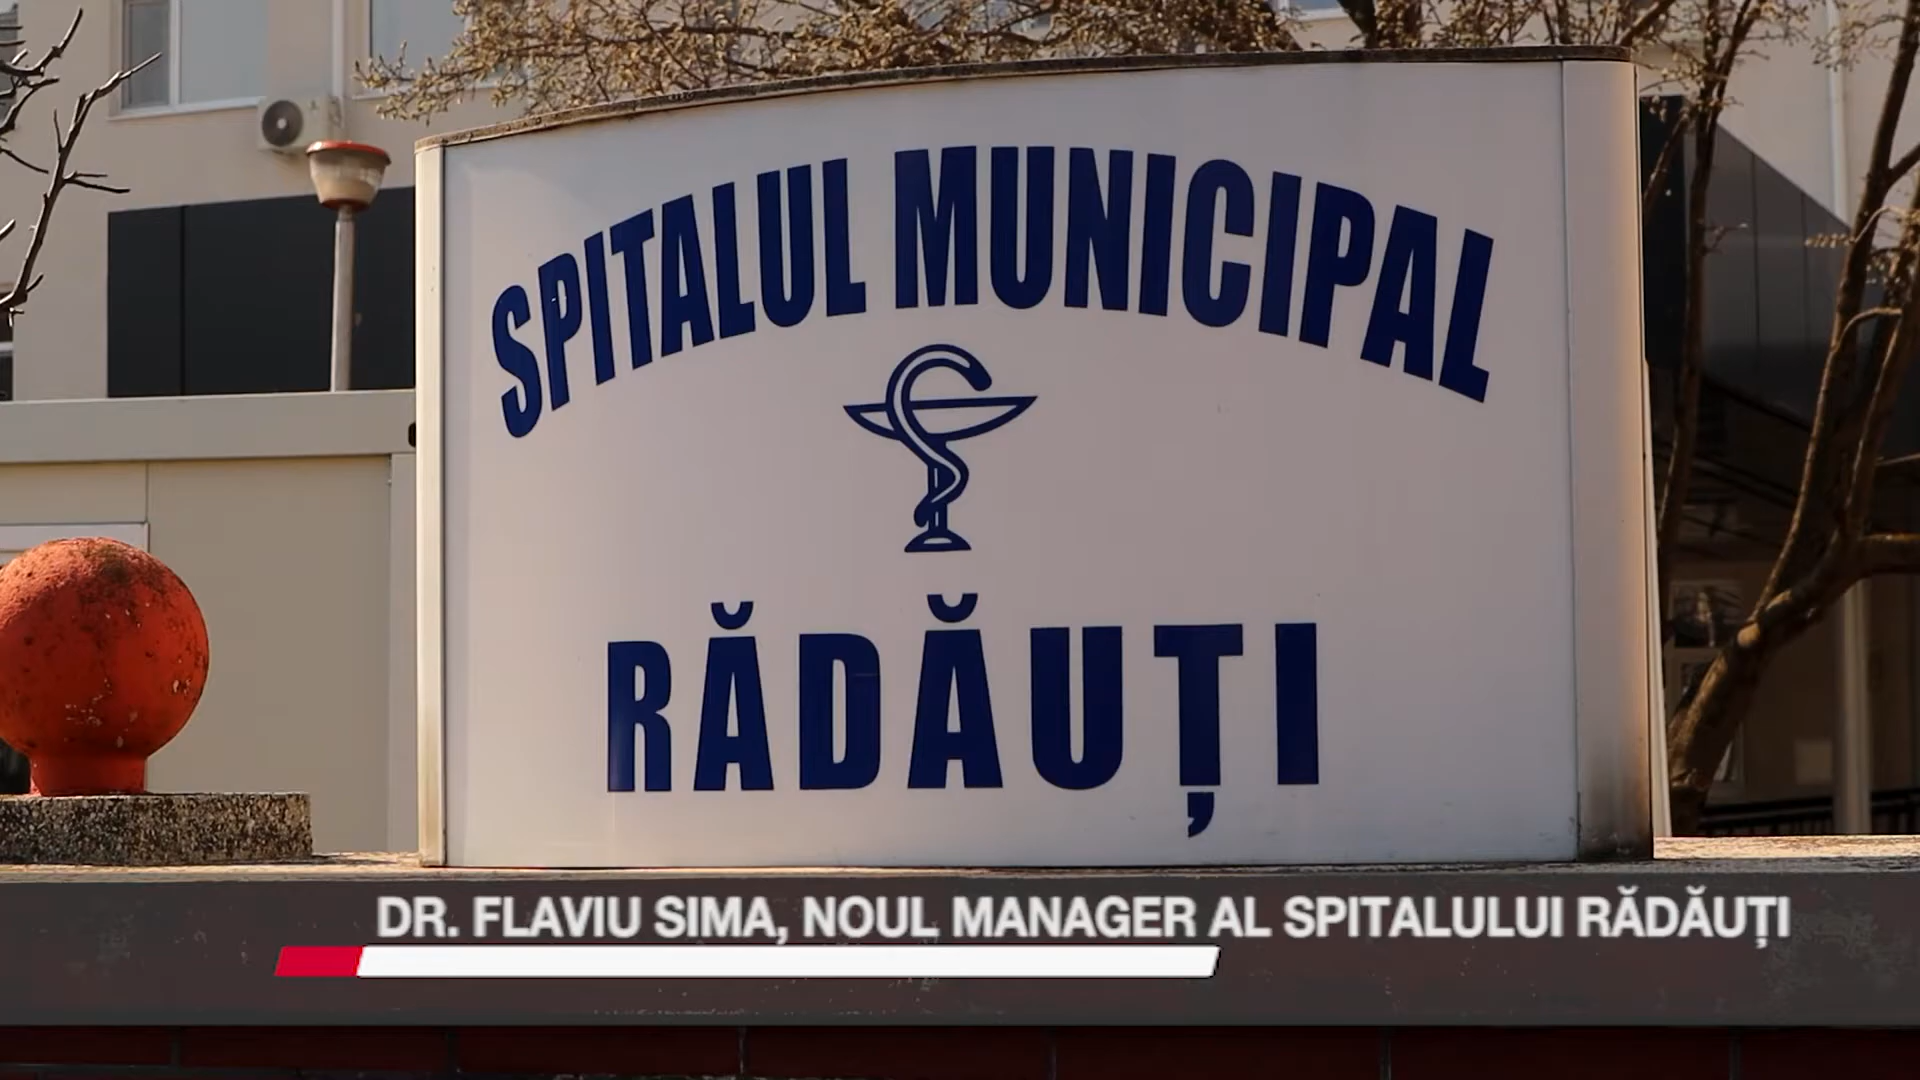 SPITALUL MUNICIPAL
RĂDĂUȚI
DR. FLAVIU SIMA, NOUL MANAGER AL SPITALULUI RĂDĂUȚI